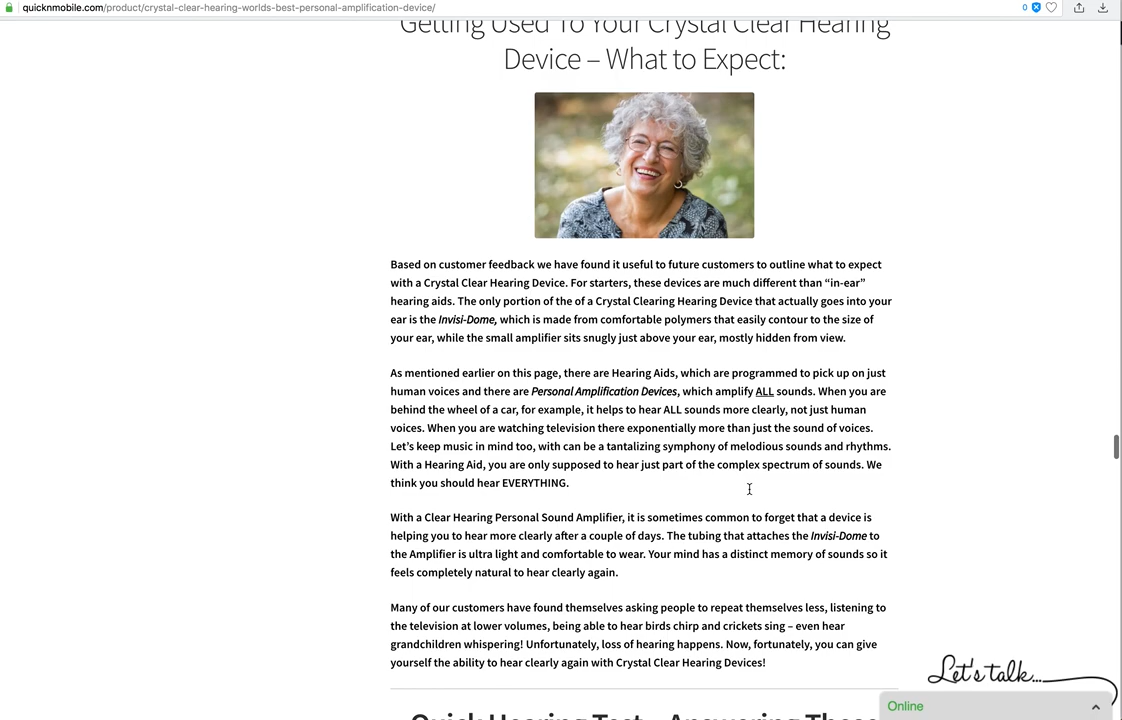 quicknmobile.com/product/crystal-clear-hearing-worlds-best-personal-amplification-device/
0
Getting Used To Your Crystal Clear Hearing
Device – What to Expect:
Based on customer feedback we have found it useful to future customers to outline what to expect
with a Crystal Clear Hearing Device. For starters, these devices are much different than “in-ear”
hearing aids. The only portion of the of a Crystal Clearing Hearing Device that actually goes into your
ear is the Invisi-Dome, which is made from comfortable polymers that easily contour to the size of
your ear, while the small amplifier sits snugly just above your ear, mostly hidden from view.
As mentioned earlier on this page, there are Hearing Aids, which are programmed to pick up on just
human voices and there are Personal Amplification Devices, which amplify ALL sounds. When you are
behind the wheel of a car, for example, it helps to hear ALL sounds more clearly, not just human
voices. When you are watching television there exponentially more than just the sound of voices.
Let’s keep music in mind too, with can be a tantalizing symphony of melodious sounds and rhythms.
With a Hearing Aid, you are only supposed to hear just part of the complex spectrum of sounds. We
think you should hear EVERYTHING.
With a Clear Hearing Personal Sound Amplifier, it is sometimes common to forget that a device is
helping you to hear more clearly after a couple of days. The tubing that attaches the Invisi-Dome to
the Amplifier is ultra light and comfortable to wear. Your mind has a distinct memory of sounds so it
feels completely natural to hear clearly again.
Many of our customers have found themselves asking people to repeat themselves less, listening to
the television at lower volumes, being able to hear birds chirp and crickets sing – even hear
grandchildren whispering! Unfortunately, loss of hearing happens. Now, fortunately, you can give
yourself the ability to hear clearly again with Crystal Clear Hearing Devices!
Let's talk...
Quick Hearing Test – Answering These
Online